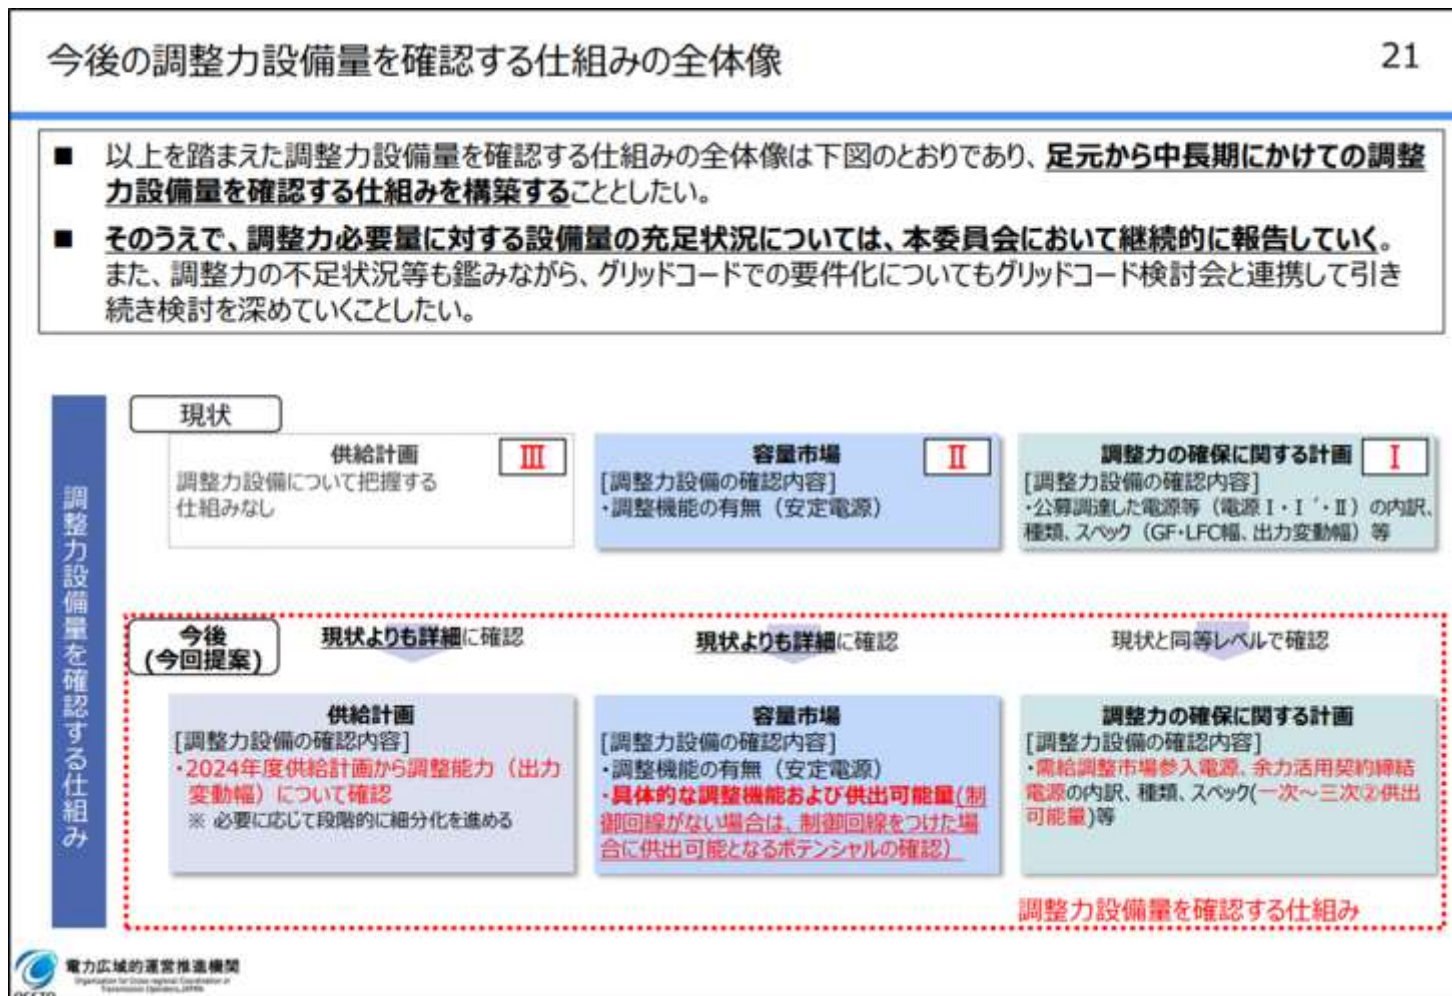 今後の調整力設備量を確認する仕組みの全体像
21
■ 以上を踏まえた調整力設備量を確認する仕組みの全体像は下図のとおりであり、足元から中長期にかけての調整
力設備量を確認する仕組みを構築することとしたい。
■ そのうえで、調整力必要量に対する設備量の充足状況については、本委員会において継続的に報告していく。
また、調整力の不足状況等も鑑みながら、グリッドコードでの要件化についてもグリッドコード検討会と連携して引き
続き検討を深めていくことしたい。
調整力設備量を確認する仕組み
現状
供給計画
Ⅲ
調整力設備について把握する
仕組みなし
容量市場
Ⅱ
[調整力設備の確認内容]
・調整機能の有無（安定電源）
調整力の確保に関する計画
Ⅰ
[調整力設備の確認内容]
・公募調達した電源等（電源Ⅰ・Ⅰ´・Ⅱ）の内訳、
種類、スペック（GF・LFC幅、出力変動幅）等
今後
(今回提案)
現状よりも詳細に確認
現状よりも詳細に確認
現状と同等レベルで確認
供給計画
[調整力設備の確認内容]
・2024年度供給計画から調整能力（出力
変動幅）について確認
※ 必要に応じて段階的に細分化を進める
容量市場
[調整力設備の確認内容]
・調整機能の有無（安定電源）
・具体的な調整機能および供出可能量(制
御回線がない場合は、制御回線をつけた場
合に供出可能となるポテンシャルの確認）
調整力の確保に関する計画
[調整力設備の確認内容]
・需給調整市場参入電源、余力活用契約締結
電源の内訳、種類、スペック(一次～三次②供出
可能量)等
調整力設備量を確認する仕組み
電力広域的運営推進機関
Organization for Cross-regional Coordination of
Transmission Operators, JAPAN